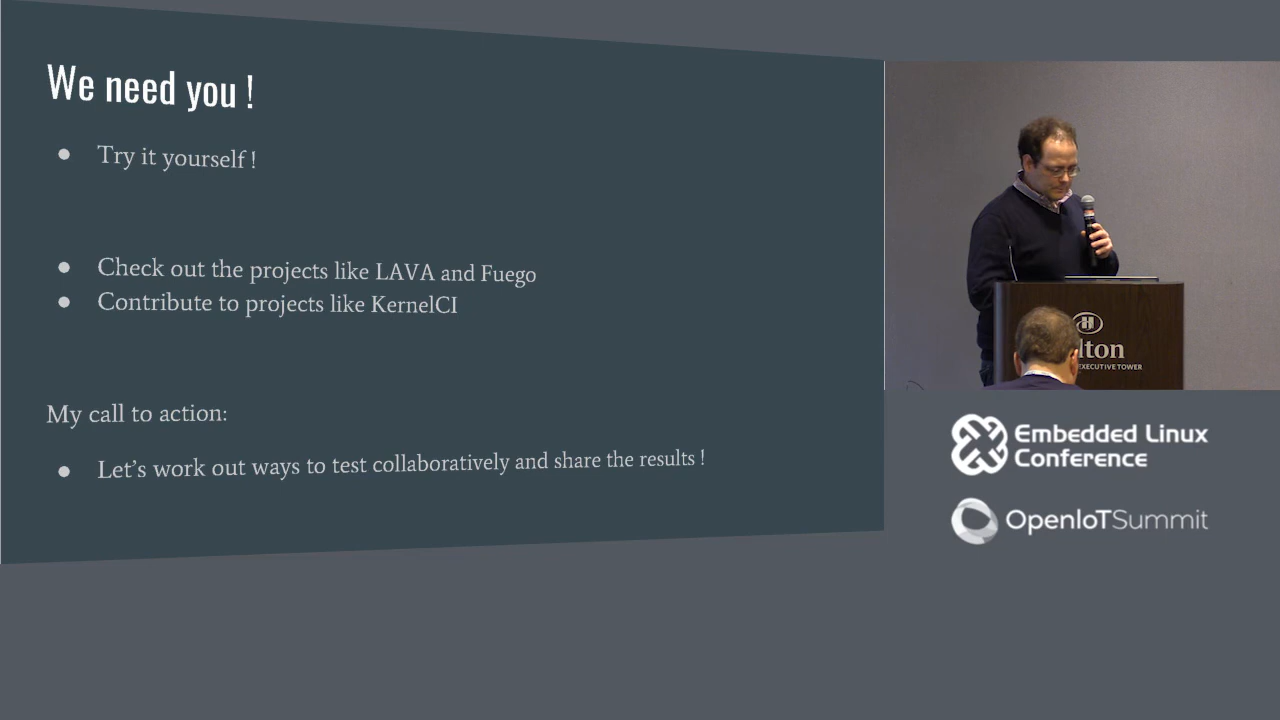 We need you !
Try it yourself !
Check out the projects like LAVA and Fuego
Contribute to projects like KernelCI
My call to action:
Let's work out ways to test collaboratively and share the results !
lton
EXECUTIVE TOWER
Embedded Linux
Conference
OpenIoTSummit